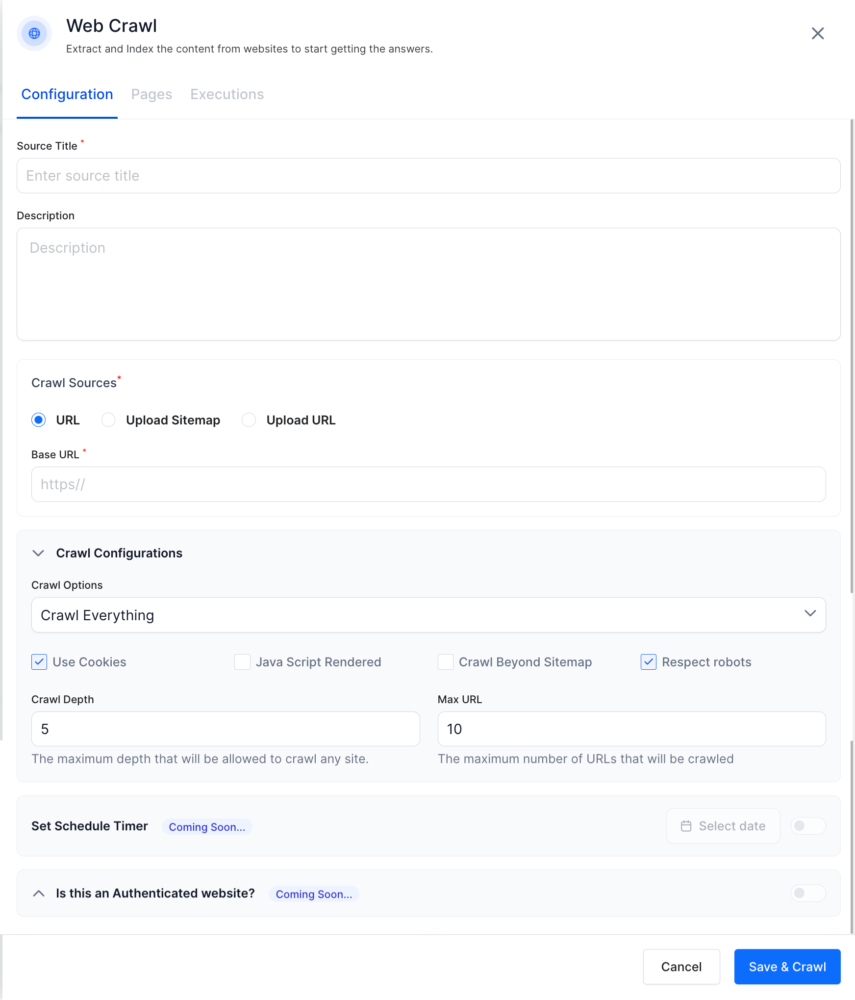 Web Crawl
Extract and Index the content from websites to start getting the answers.
Configuration Pages Executions
Source Title *
Enter source title
Description
Description
Crawl Sources*
URL Upload Sitemap Upload URL
Base URL *
https//
Crawl Configurations
Crawl Options
Crawl Everything
Use Cookies Java Script Rendered Crawl Beyond Sitemap Respect robots
Crawl Depth Max URL
5 10
The maximum depth that will be allowed to crawl any site. The maximum number of URLs that will be crawled
Set Schedule Timer Coming Soon... Select date
Is this an Authenticated website? Coming Soon...
Cancel Save & Crawl